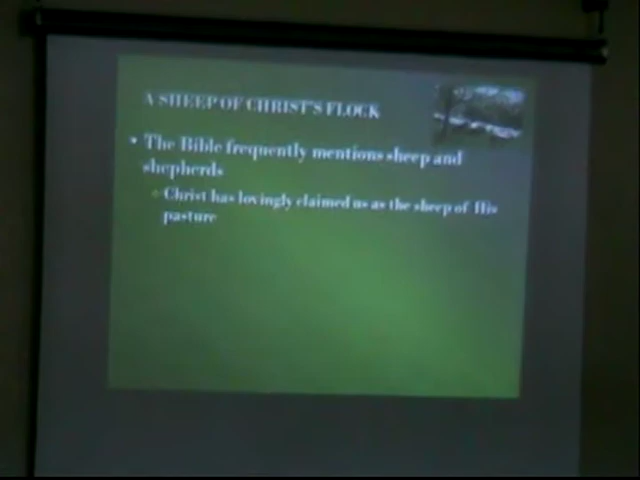 A SHEEP OF CHRIST'S FLOCK
• The Bible frequently mentions sheep and
shepherds
Christ has lovingly claimed us as the sheep of His
pasture